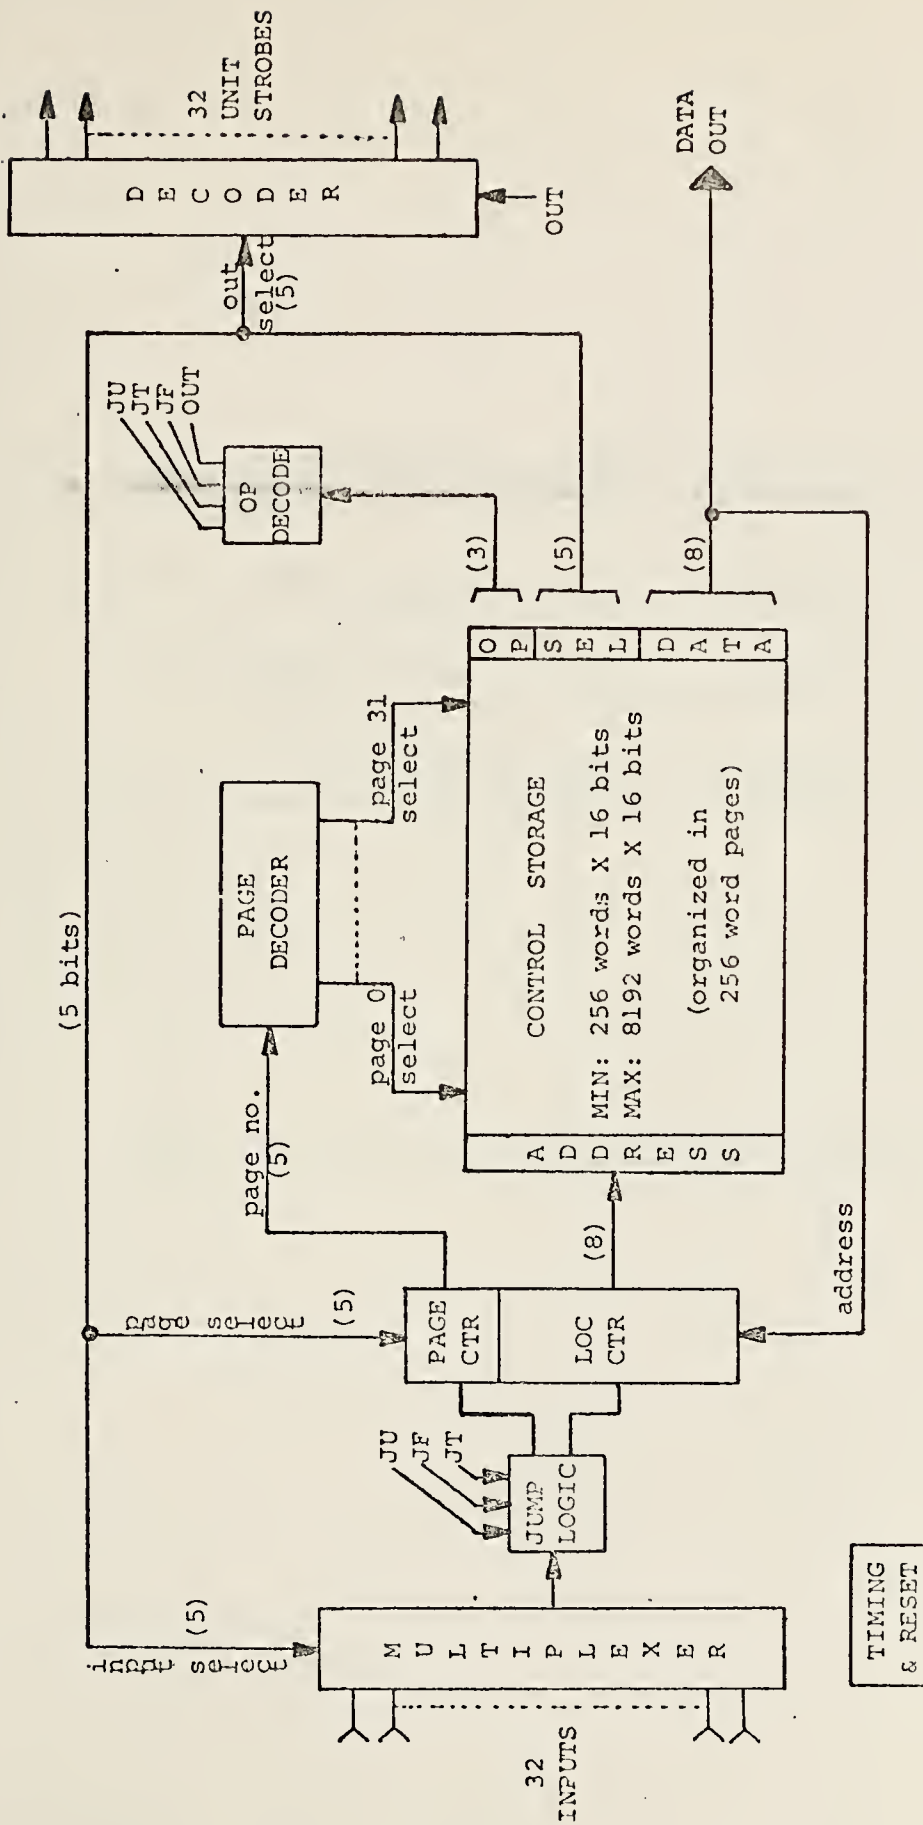 (5 bits)
32
UNIT
STROBES
DECODER
out
select
(5)
OUT
JU
JT
JF
OUT
OP
DECODE
PAGE
DECODER
page no.
(5)
page 0
select
page 31
select
page select
(5)
input select
(5)
32
INPUTS
MULTIPLEXER
JU
JF
JT
JUMP
LOGIC
PAGE
CTR
LOC
CTR
(8)
ADDRESS
CONTROL STORAGE
MIN: 256 words X 16 bits
MAX: 8192 words X 16 bits
(organized in
256 word pages)
OP
SEL
DATA
(3)
(5)
(8)
DATA
OUT
address
TIMING
& RESET